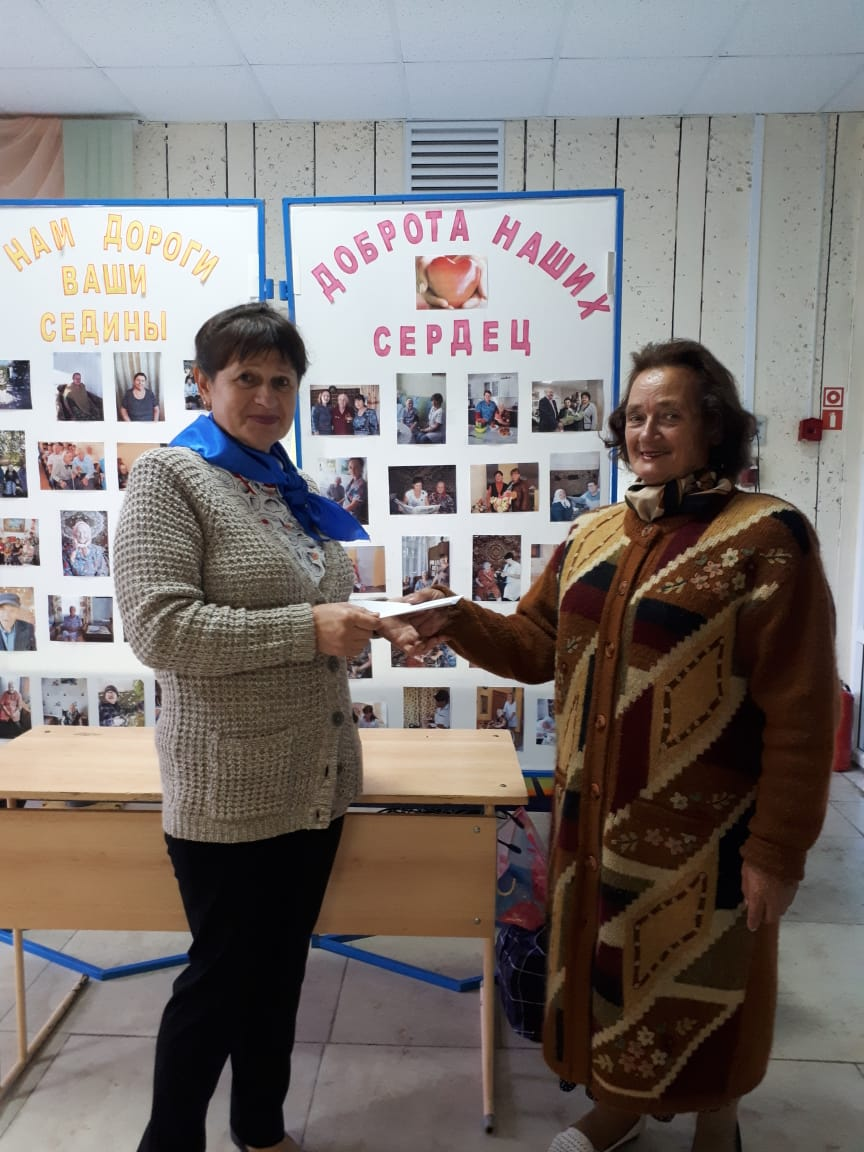 НАМ ДОРОГИ
ВАШИ
СЕДИНЫ
ДОБРОТА НАШИХ
СЕРДЕЦ